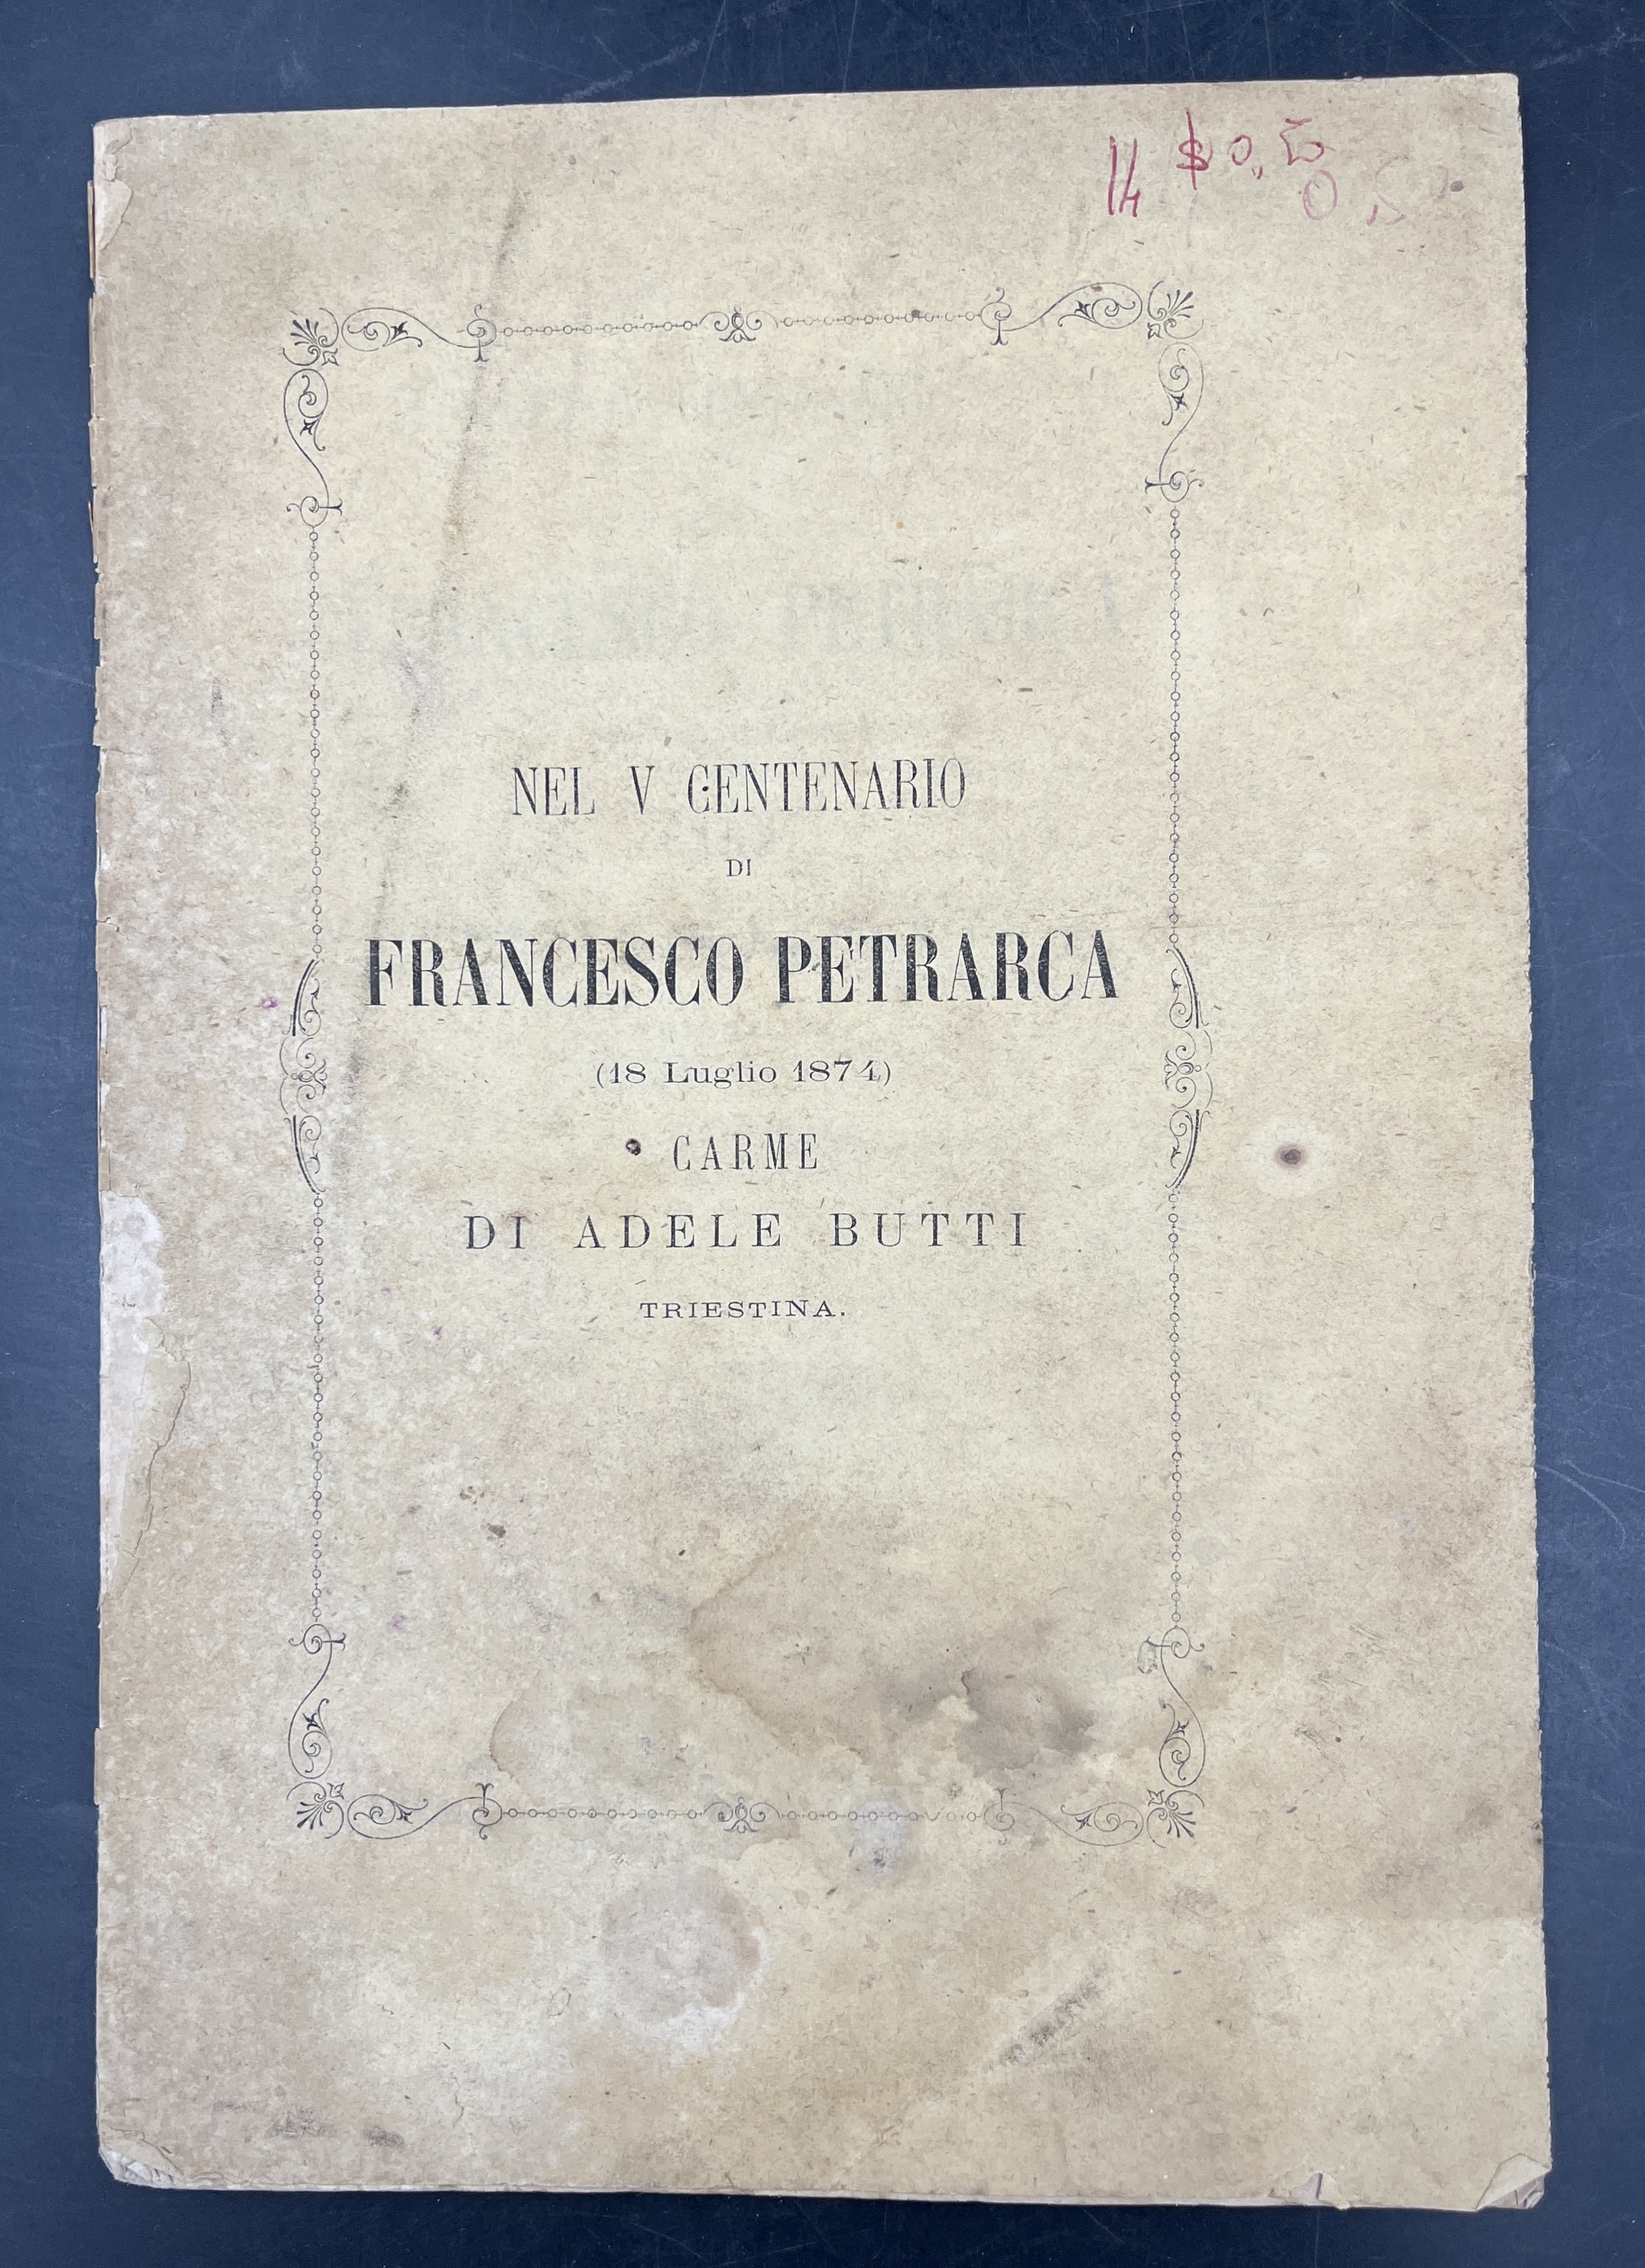 14 $0,50
NEL V CENTENARIO
DI
FRANCESCO PETRARCA
(18 Luglio 1874)
CARME
DI ADELE BUTTI
TRIESTINA.